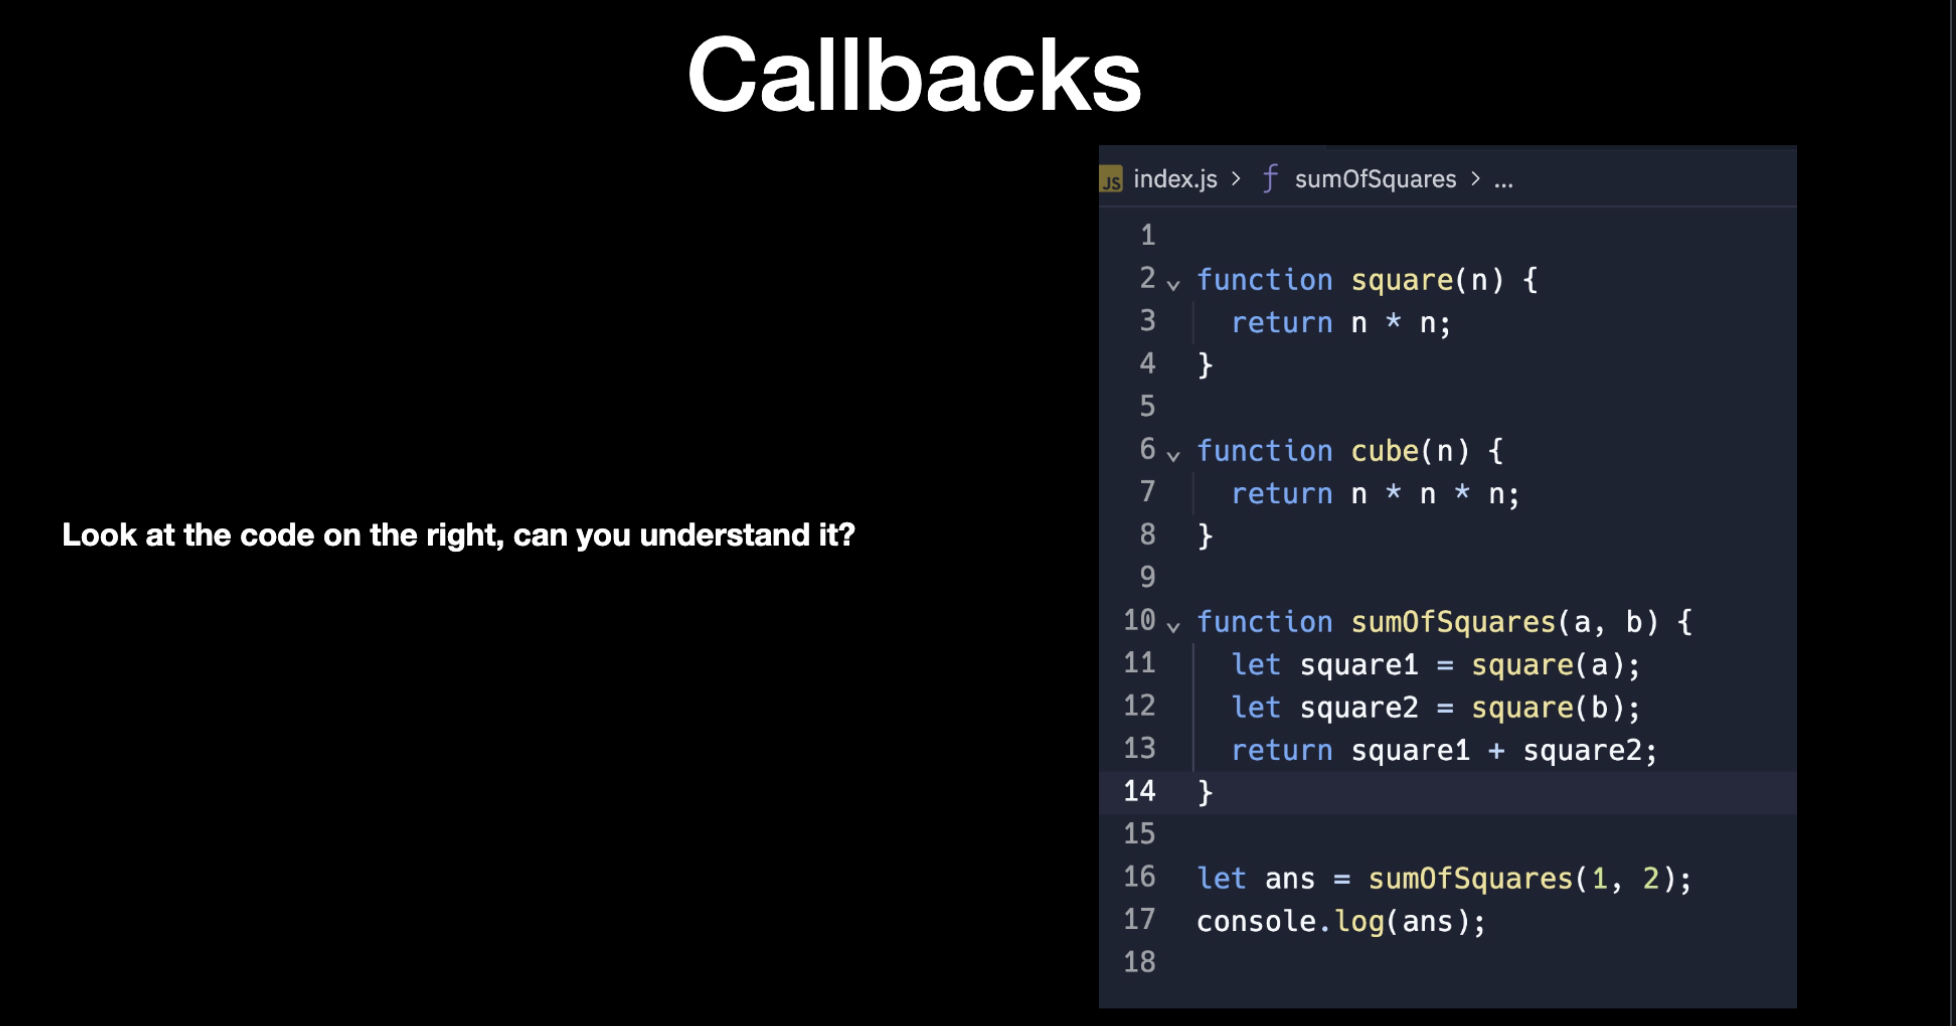 Callbacks
Look at the code on the right, can you understand it?
JS index.js > ƒ sumOfSquares > ...
1
2 function square(n) {
3   return n * n;
4 }
5
6 function cube(n) {
7   return n * n * n;
8 }
9
10 function sumOfSquares(a, b) {
11   let square1 = square(a);
12   let square2 = square(b);
13   return square1 + square2;
14 }
15
16 let ans = sumOfSquares(1, 2);
17 console.log(ans);
18